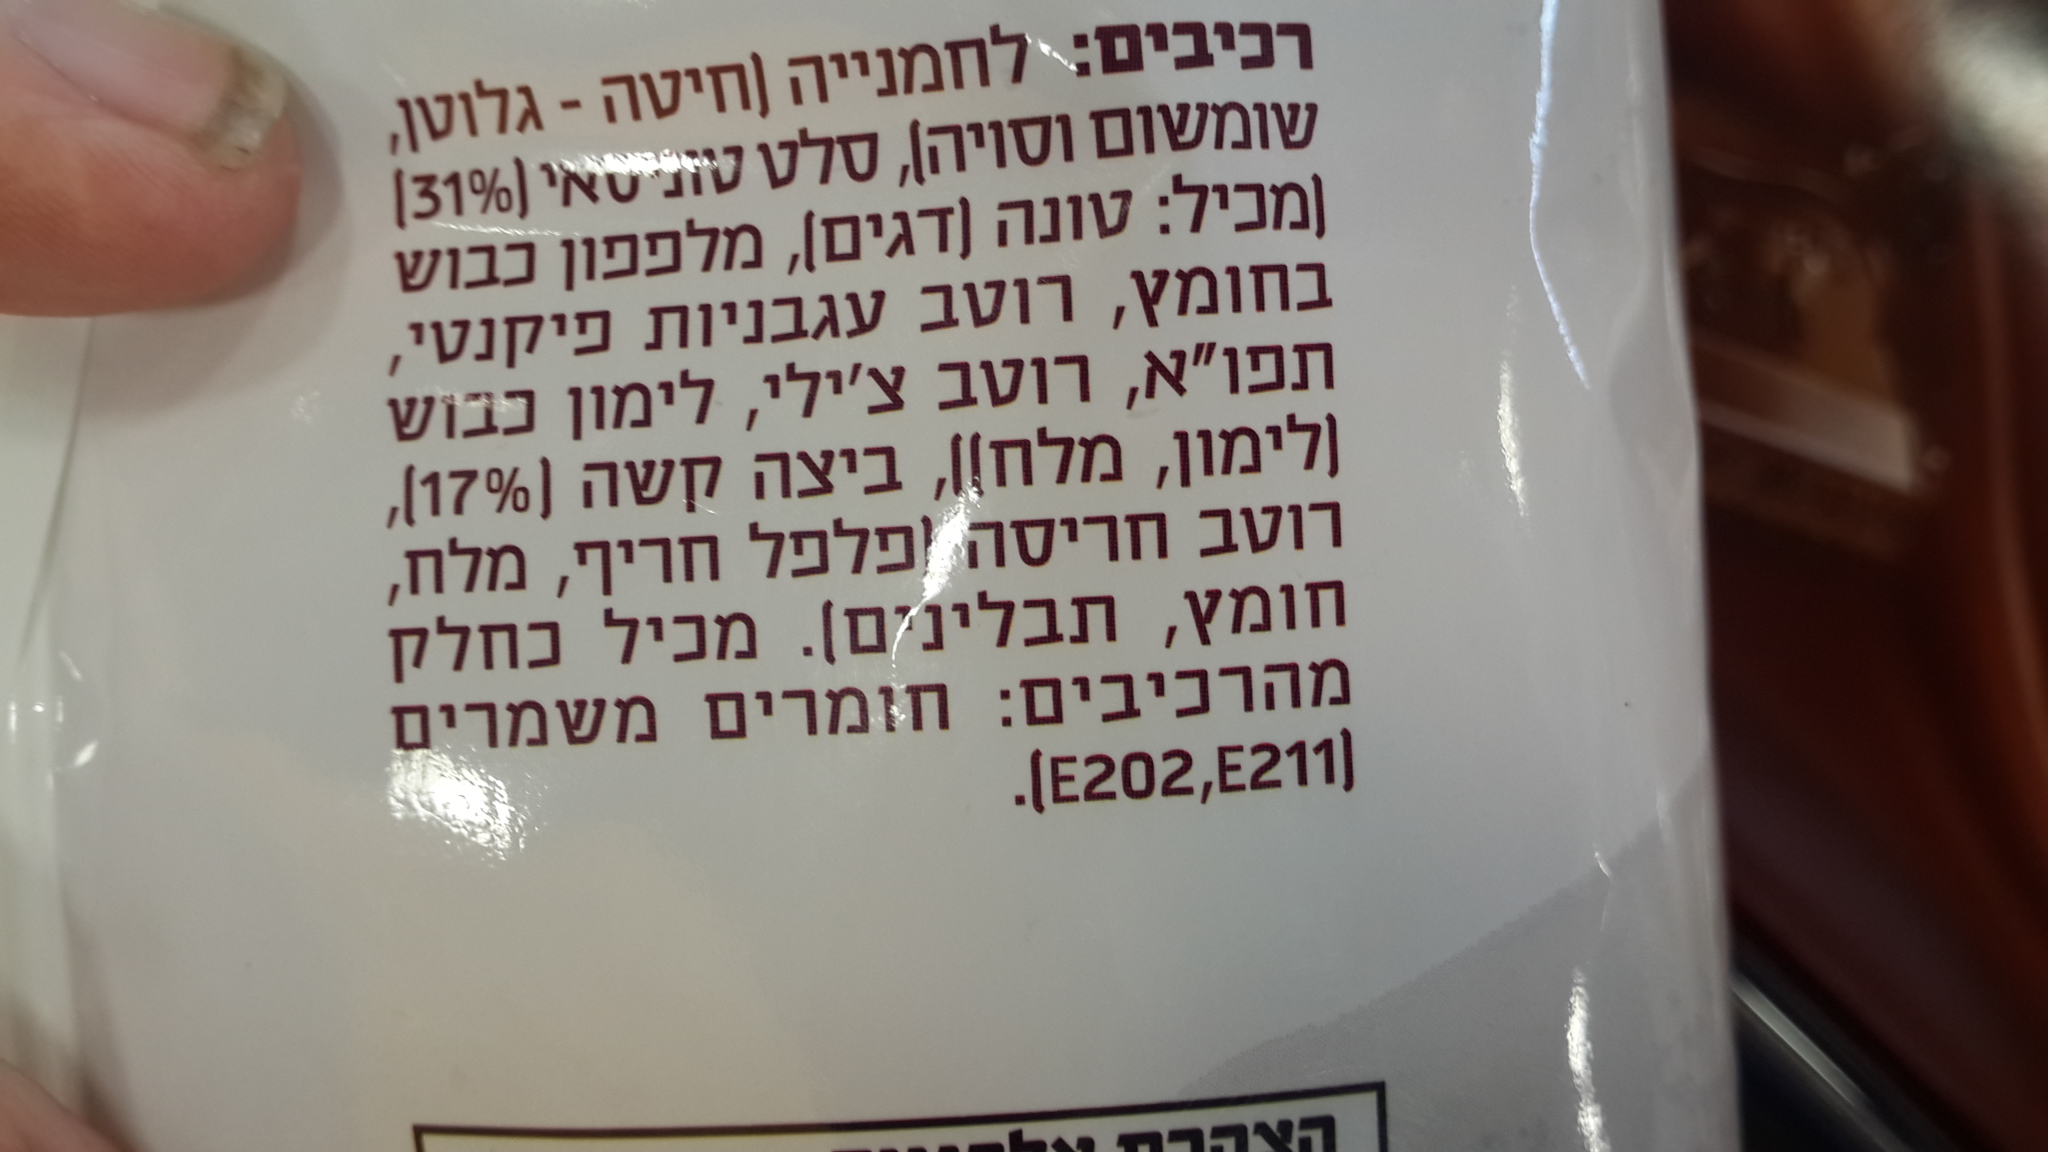 רכיבים: לחמנייה (חיטה - גלוטן,
שומשום וסויה), סלט טוניסאי (31%)
(מכיל: טונה (דגים), מלפפון כבוש
בחומץ, רוטב עגבניות פיקנטי,
תפו"א, רוטב צ'ילי, לימון כבוש
(לימון, מלח)), ביצה קשה (17%),
רוטב חריסה (פלפל חריף, מלח,
חומץ, תבלינים). מכיל כחלק
מהרכיבים: חומרים משמרים
(E202,E211).
הצהרת